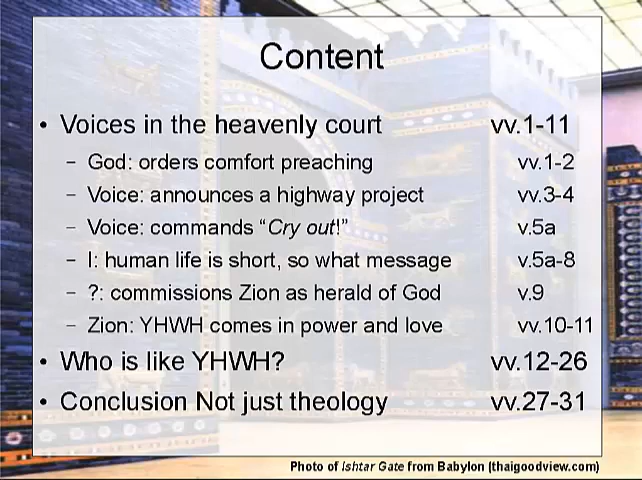 Content
• Voices in the heavenly court vv.1-11
– God: orders comfort preaching vv.1-2
– Voice: announces a highway project vv.3-4
– Voice: commands “Cry out!” v.5a
– I: human life is short, so what message v.5a-8
– ?: commissions Zion as herald of God v.9
– Zion: YHWH comes in power and love vv.10-11
• Who is like YHWH? vv.12-26
• Conclusion Not just theology vv.27-31
Photo of Ishtar Gate from Babylon (thaigoodview.com)